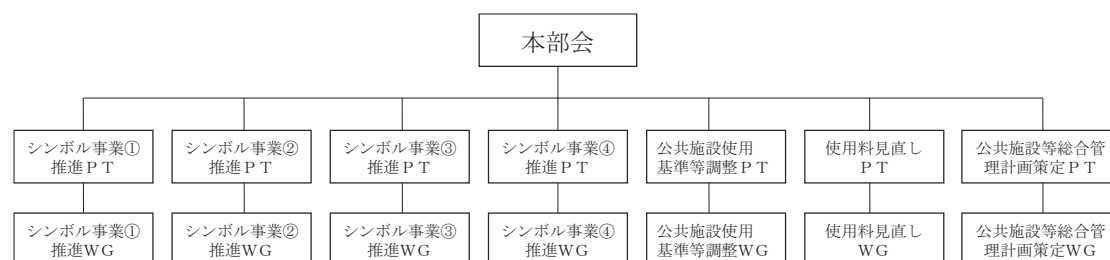 本部会
シンボル事業①
推進ＰＴ
シンボル事業②
推進ＰＴ
シンボル事業③
推進ＰＴ
シンボル事業④
推進ＰＴ
公共施設使用
基準等調整ＰＴ
使用料見直し
ＰＴ
公共施設等総合管
理計画策定ＰＴ
シンボル事業①
推進WＧ
シンボル事業②
推進WＧ
シンボル事業③
推進WＧ
シンボル事業④
推進WＧ
公共施設使用
基準等調整WＧ
使用料見直し
WＧ
公共施設等総合管
理計画策定WＧ